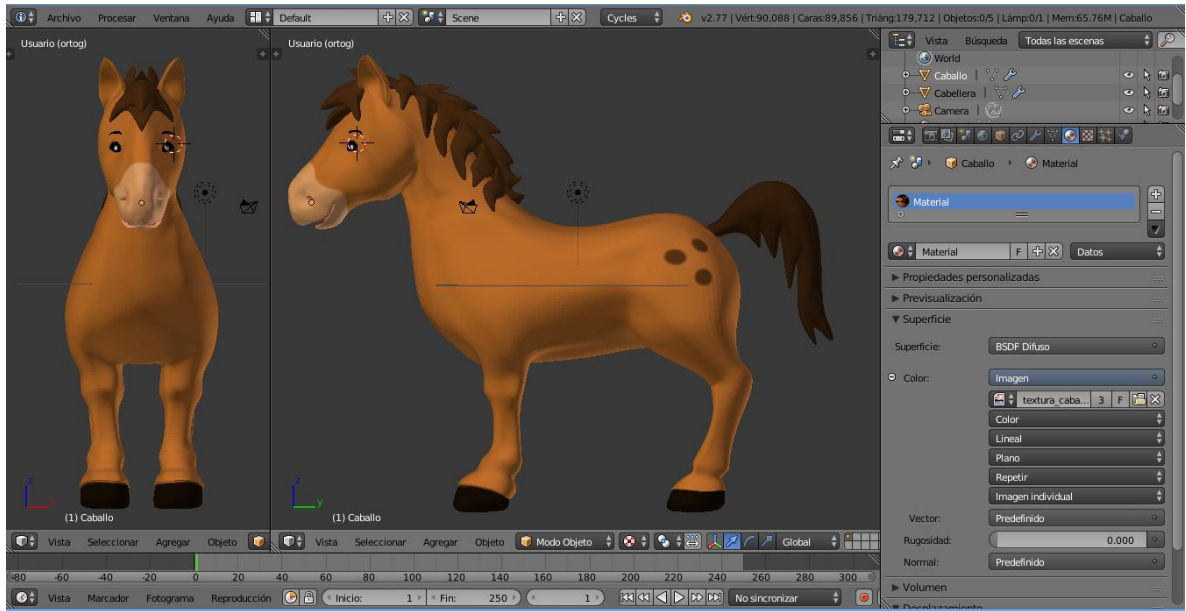 Archivo Procesar Ventana Ayuda Default Scene Cycles v2.77 | Vért:90,088 | Caras:89,856 | Triáng:179,712 | Objetos:0/5 | Lámp:0/1 | Mem:65.76M | Caballo
Usuario (ortog)
z
x
(1) Caballo
Vista Seleccionar Agregar Objeto
Usuario (ortog)
z
y
(1) Caballo
Vista Seleccionar Agregar Objeto Modo Objeto Global
-80 -60 -40 -20 0 20 40 60 80 100 120 140 160 180 200 220 240 260 280 300
Vista Marcador Fotograma Reproducción Inicio: 1 Fin: 250 1 No sincronizar
Vista Búsqueda Todas las escenas
World
Caballo |
Cabellera |
Camera |
Caballo Material
Material
Material F Datos
Propiedades personalizadas
Previsualización
Superficie
Superficie: BSDF Difuso
Color: Imagen
textura_caba... 3 F
Color
Lineal
Plano
Repetir
Imagen individual
Vector: Predefinido
Rugosidad: 0.000
Normal: Predefinido
Volumen
Desplazamiento